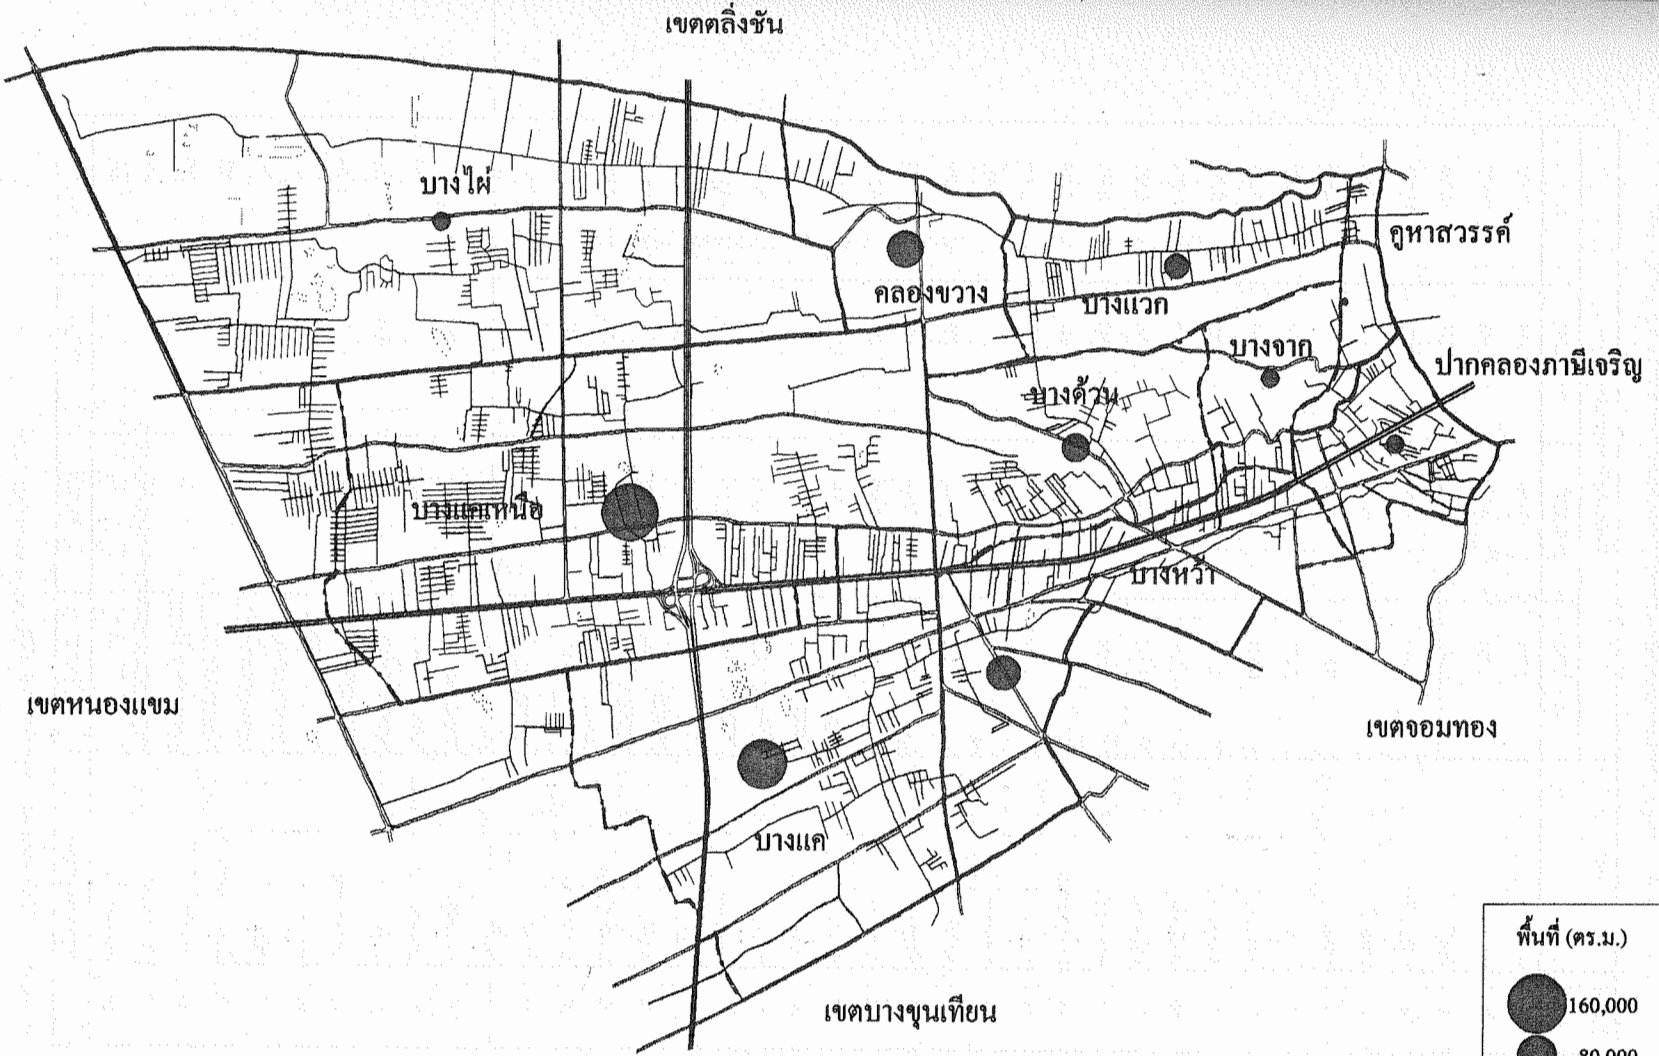 เขตตลิ่งชัน
บางไผ่
คูหาสวรรค์
คลองขวาง
บางแวก
บางจาก
ปากคลองภาษีเจริญ
บางด้วน
บางแคเหนือ
บางหว้า
เขตหนองแขม
เขตจอมทอง
บางแค
พื้นที่ (ตร.ม.)
160,000
เขตบางขุนเทียน
80,000